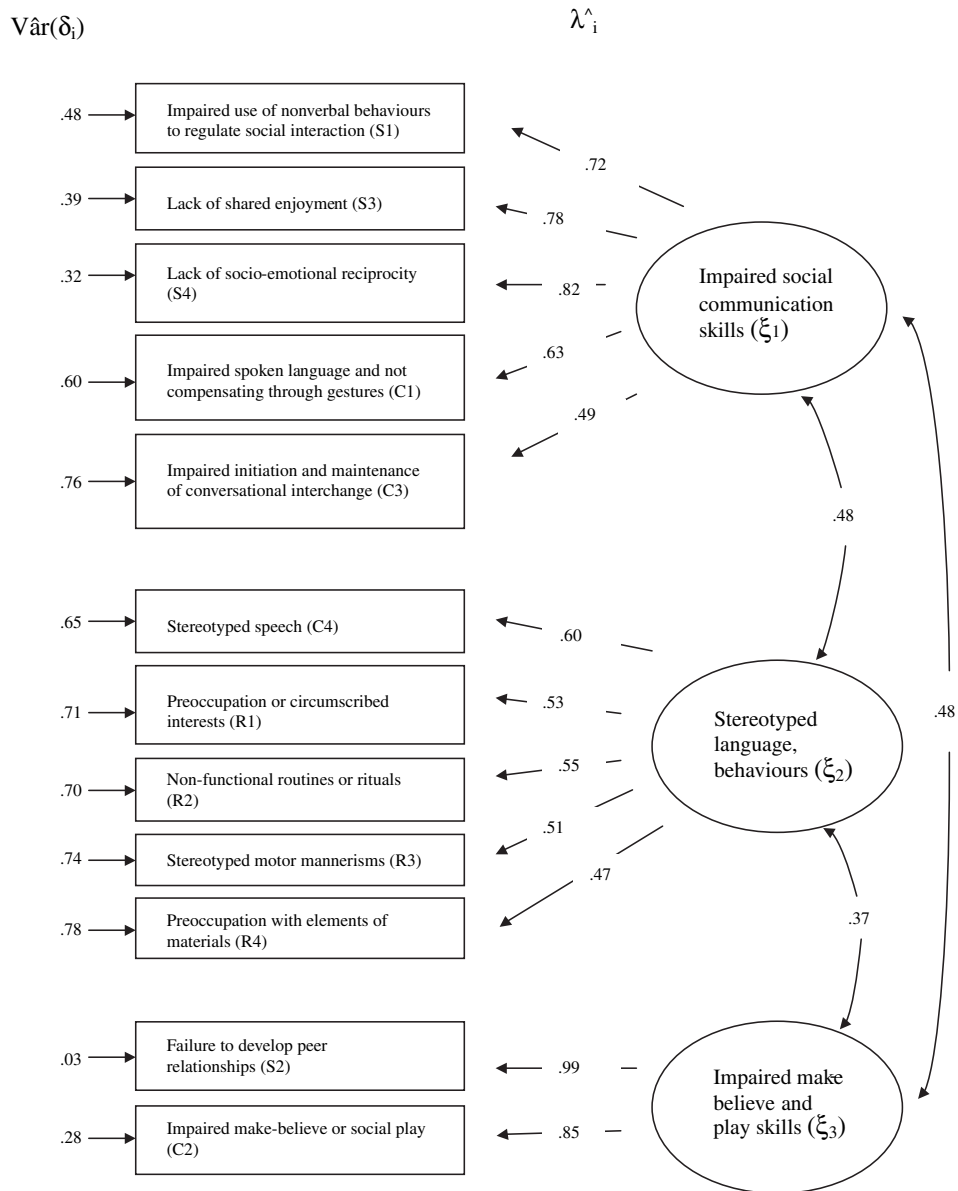 Vâr(δᵢ)
λ^ᵢ
.48
Impaired use of nonverbal behaviours
to regulate social interaction (S1)
.72
.39
Lack of shared enjoyment (S3)
.78
.32
Lack of socio-emotional reciprocity
(S4)
.82
Impaired social
communication
skills (ξ1)
.60
Impaired spoken language and not
compensating through gestures (C1)
.63
.76
Impaired initiation and maintenance
of conversational interchange (C3)
.49
.48
.65
Stereotyped speech (C4)
.60
.71
Preoccupation or circumscribed
interests (R1)
.53
Stereotyped
language,
behaviours (ξ₂)
.48
.70
Non-functional routines or rituals
(R2)
.55
.74
Stereotyped motor mannerisms (R3)
.51
.78
Preoccupation with elements of
materials (R4)
.47
.37
.03
Failure to develop peer
relationships (S2)
.99
Impaired make-
believe and
play skills (ξ₃)
.28
Impaired make-believe or social play
(C2)
.85